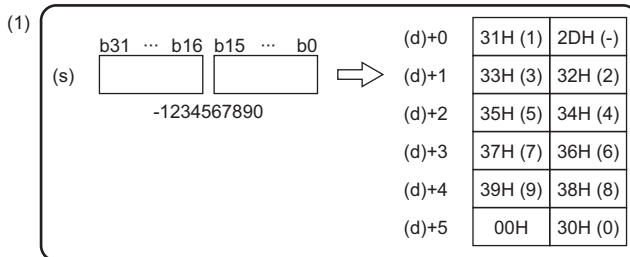 (1)
b31 ··· b16 b15 ··· b0
(s)
-1234567890
(d)+0 31H (1) 2DH (-)
(d)+1 33H (3) 32H (2)
(d)+2 35H (5) 34H (4)
(d)+3 37H (7) 36H (6)
(d)+4 39H (9) 38H (8)
(d)+5 00H 30H (0)